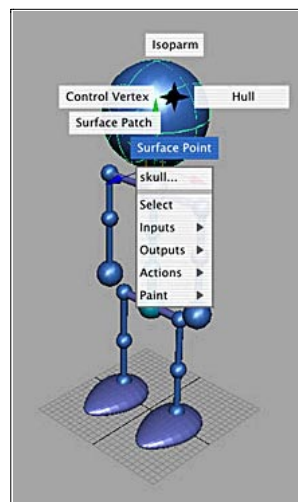 Isoparm
Control Vertex
Hull
Surface Patch
Surface Point
skull...
Select
Inputs
Outputs
Actions
Paint